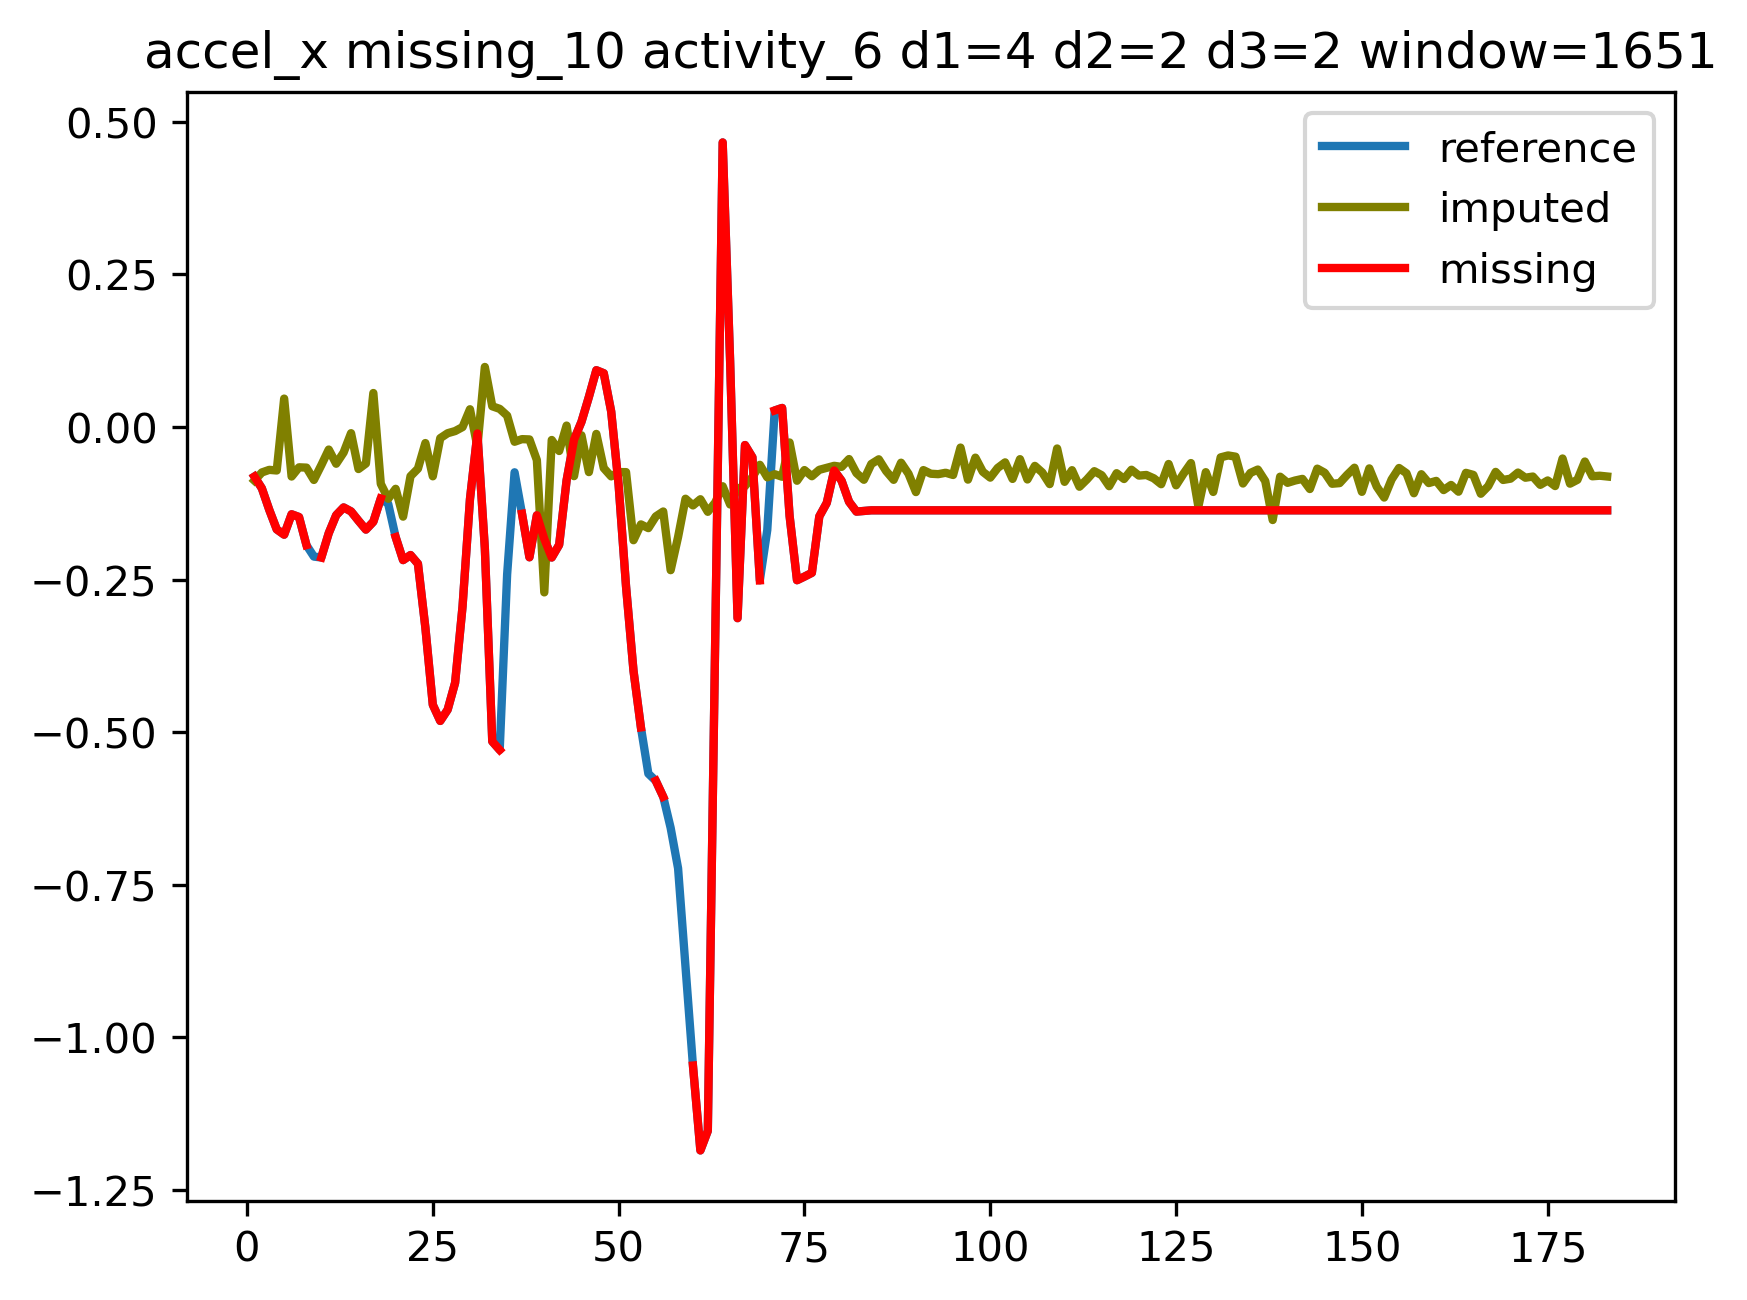 accel_x missing_10 activity_6 d1=4 d2=2 d3=2 window=1651
0.50
0.25
0.00
−0.25
−0.50
−0.75
−1.00
−1.25
reference
imputed
missing
0 25 50 75 100 125 150 175